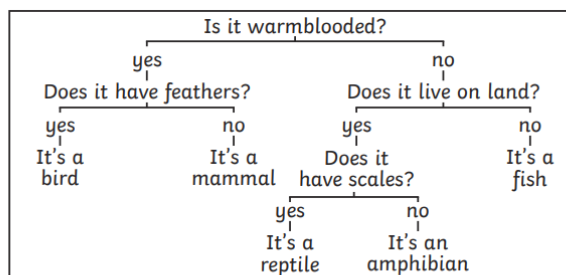 Is it warmblooded?
yes no
Does it have feathers? Does it live on land?
yes no yes no
It's a bird
It's a mammal
Does it have scales?
It's a fish
yes no
It's a reptile
It's an amphibian